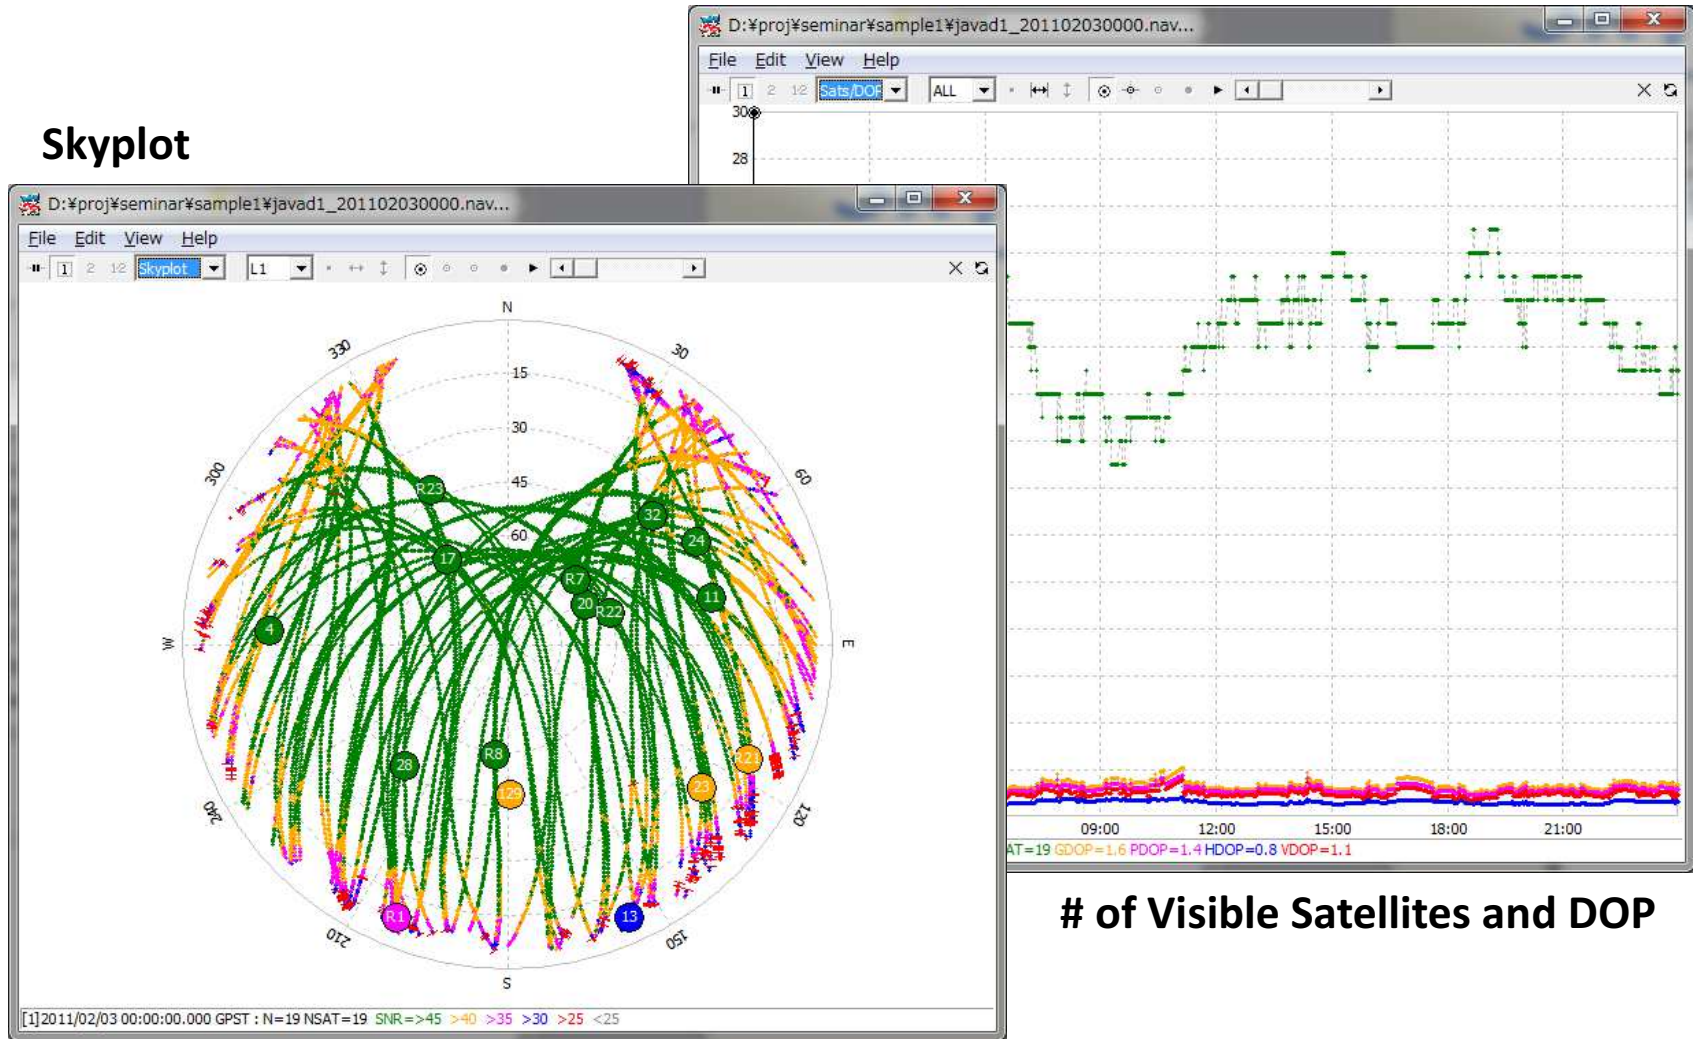 D:¥proj¥seminar¥sample1¥javad1_201102030000.nav...
File Edit View Help
1 2 1-2 Sats/DOP ALL
30
28
Skyplot
D:¥proj¥seminar¥sample1¥javad1_201102030000.nav...
File Edit View Help
1 2 1-2 Skyplot L1
N
330 30
15
30
300 60
45
R23
32
60
24
17
R7
20 R22 11
4
W E
R8
28
R21
23
240 120
R1 13
210 150
S
[1]2011/02/03 00:00:00.000 GPST : N=19 NSAT=19 SNR=>45 >40 >35 >30 >25 <25
09:00 12:00 15:00 18:00 21:00
AT=19 GDOP=1.6 PDOP=1.4 HDOP=0.8 VDOP=1.1
# of Visible Satellites and DOP